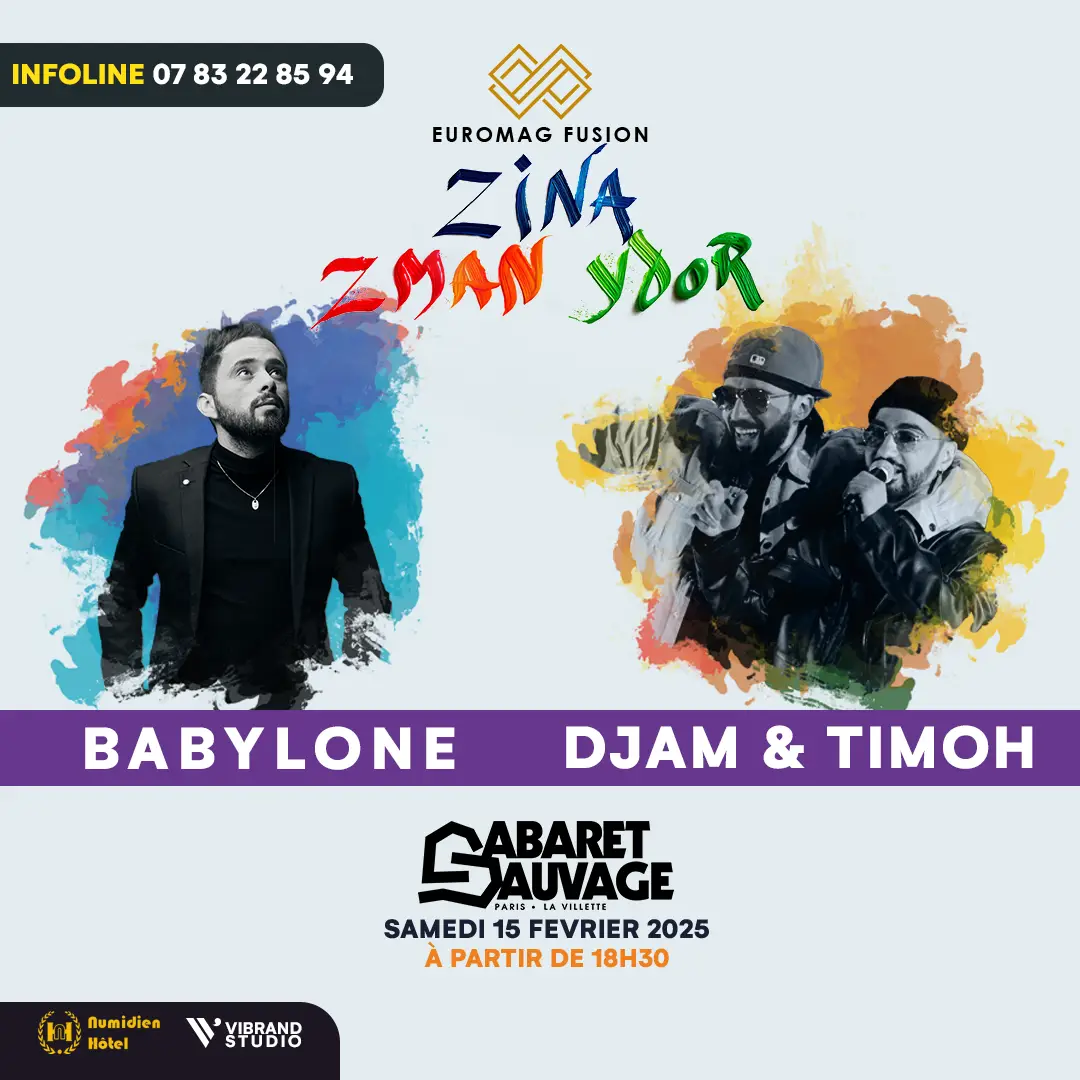 INFOLINE 07 83 22 85 94
EUROMAG FUSION
ZINA
ZMAN YDOR
BABYLONE
DJAM & TIMOH
CABARET
SAUVAGE
PARIS • LA VILLETTE
SAMEDI 15 FEVRIER 2025
À PARTIR DE 18H30
Numidien
Hôtel
VIBRAND
STUDIO